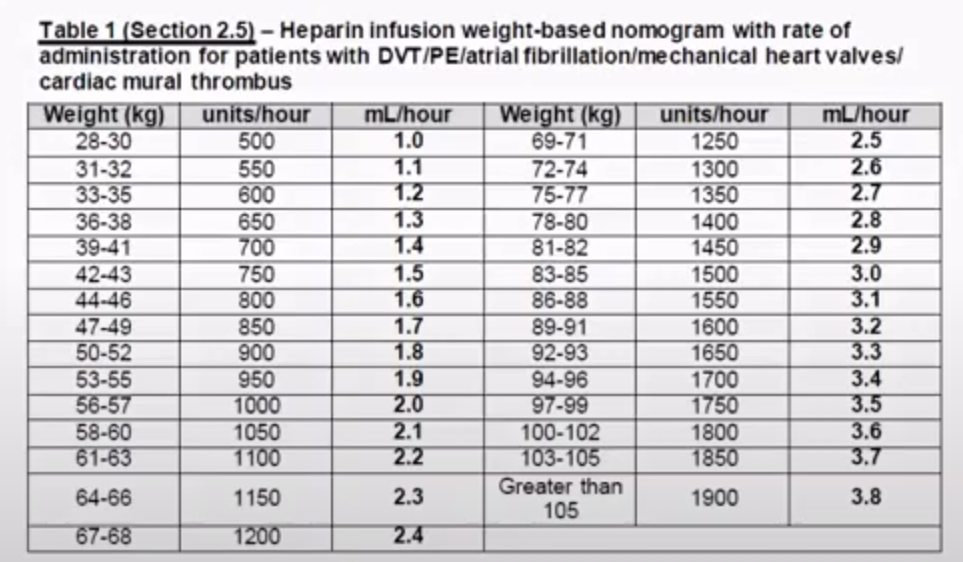 Table 1 (Section 2.5) – Heparin infusion weight-based nomogram with rate of
administration for patients with DVT/PE/atrial fibrillation/mechanical heart valves/
cardiac mural thrombus
Weight (kg) units/hour mL/hour Weight (kg) units/hour mL/hour
28-30 500 1.0 69-71 1250 2.5
31-32 550 1.1 72-74 1300 2.6
33-35 600 1.2 75-77 1350 2.7
36-38 650 1.3 78-80 1400 2.8
39-41 700 1.4 81-82 1450 2.9
42-43 750 1.5 83-85 1500 3.0
44-46 800 1.6 86-88 1550 3.1
47-49 850 1.7 89-91 1600 3.2
50-52 900 1.8 92-93 1650 3.3
53-55 950 1.9 94-96 1700 3.4
56-57 1000 2.0 97-99 1750 3.5
58-60 1050 2.1 100-102 1800 3.6
61-63 1100 2.2 103-105 1850 3.7
64-66 1150 2.3 Greater than 105 1900 3.8
67-68 1200 2.4